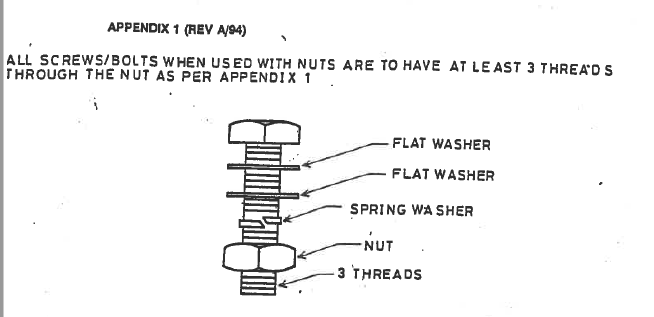 APPENDIX 1 (REV A/94)
ALL SCREWS/BOLTS WHEN USED WITH NUTS ARE TO HAVE AT LEAST 3 THREADS
THROUGH THE NUT AS PER APPENDIX 1
FLAT WASHER
FLAT WASHER
SPRING WASHER
NUT
3 THREADS